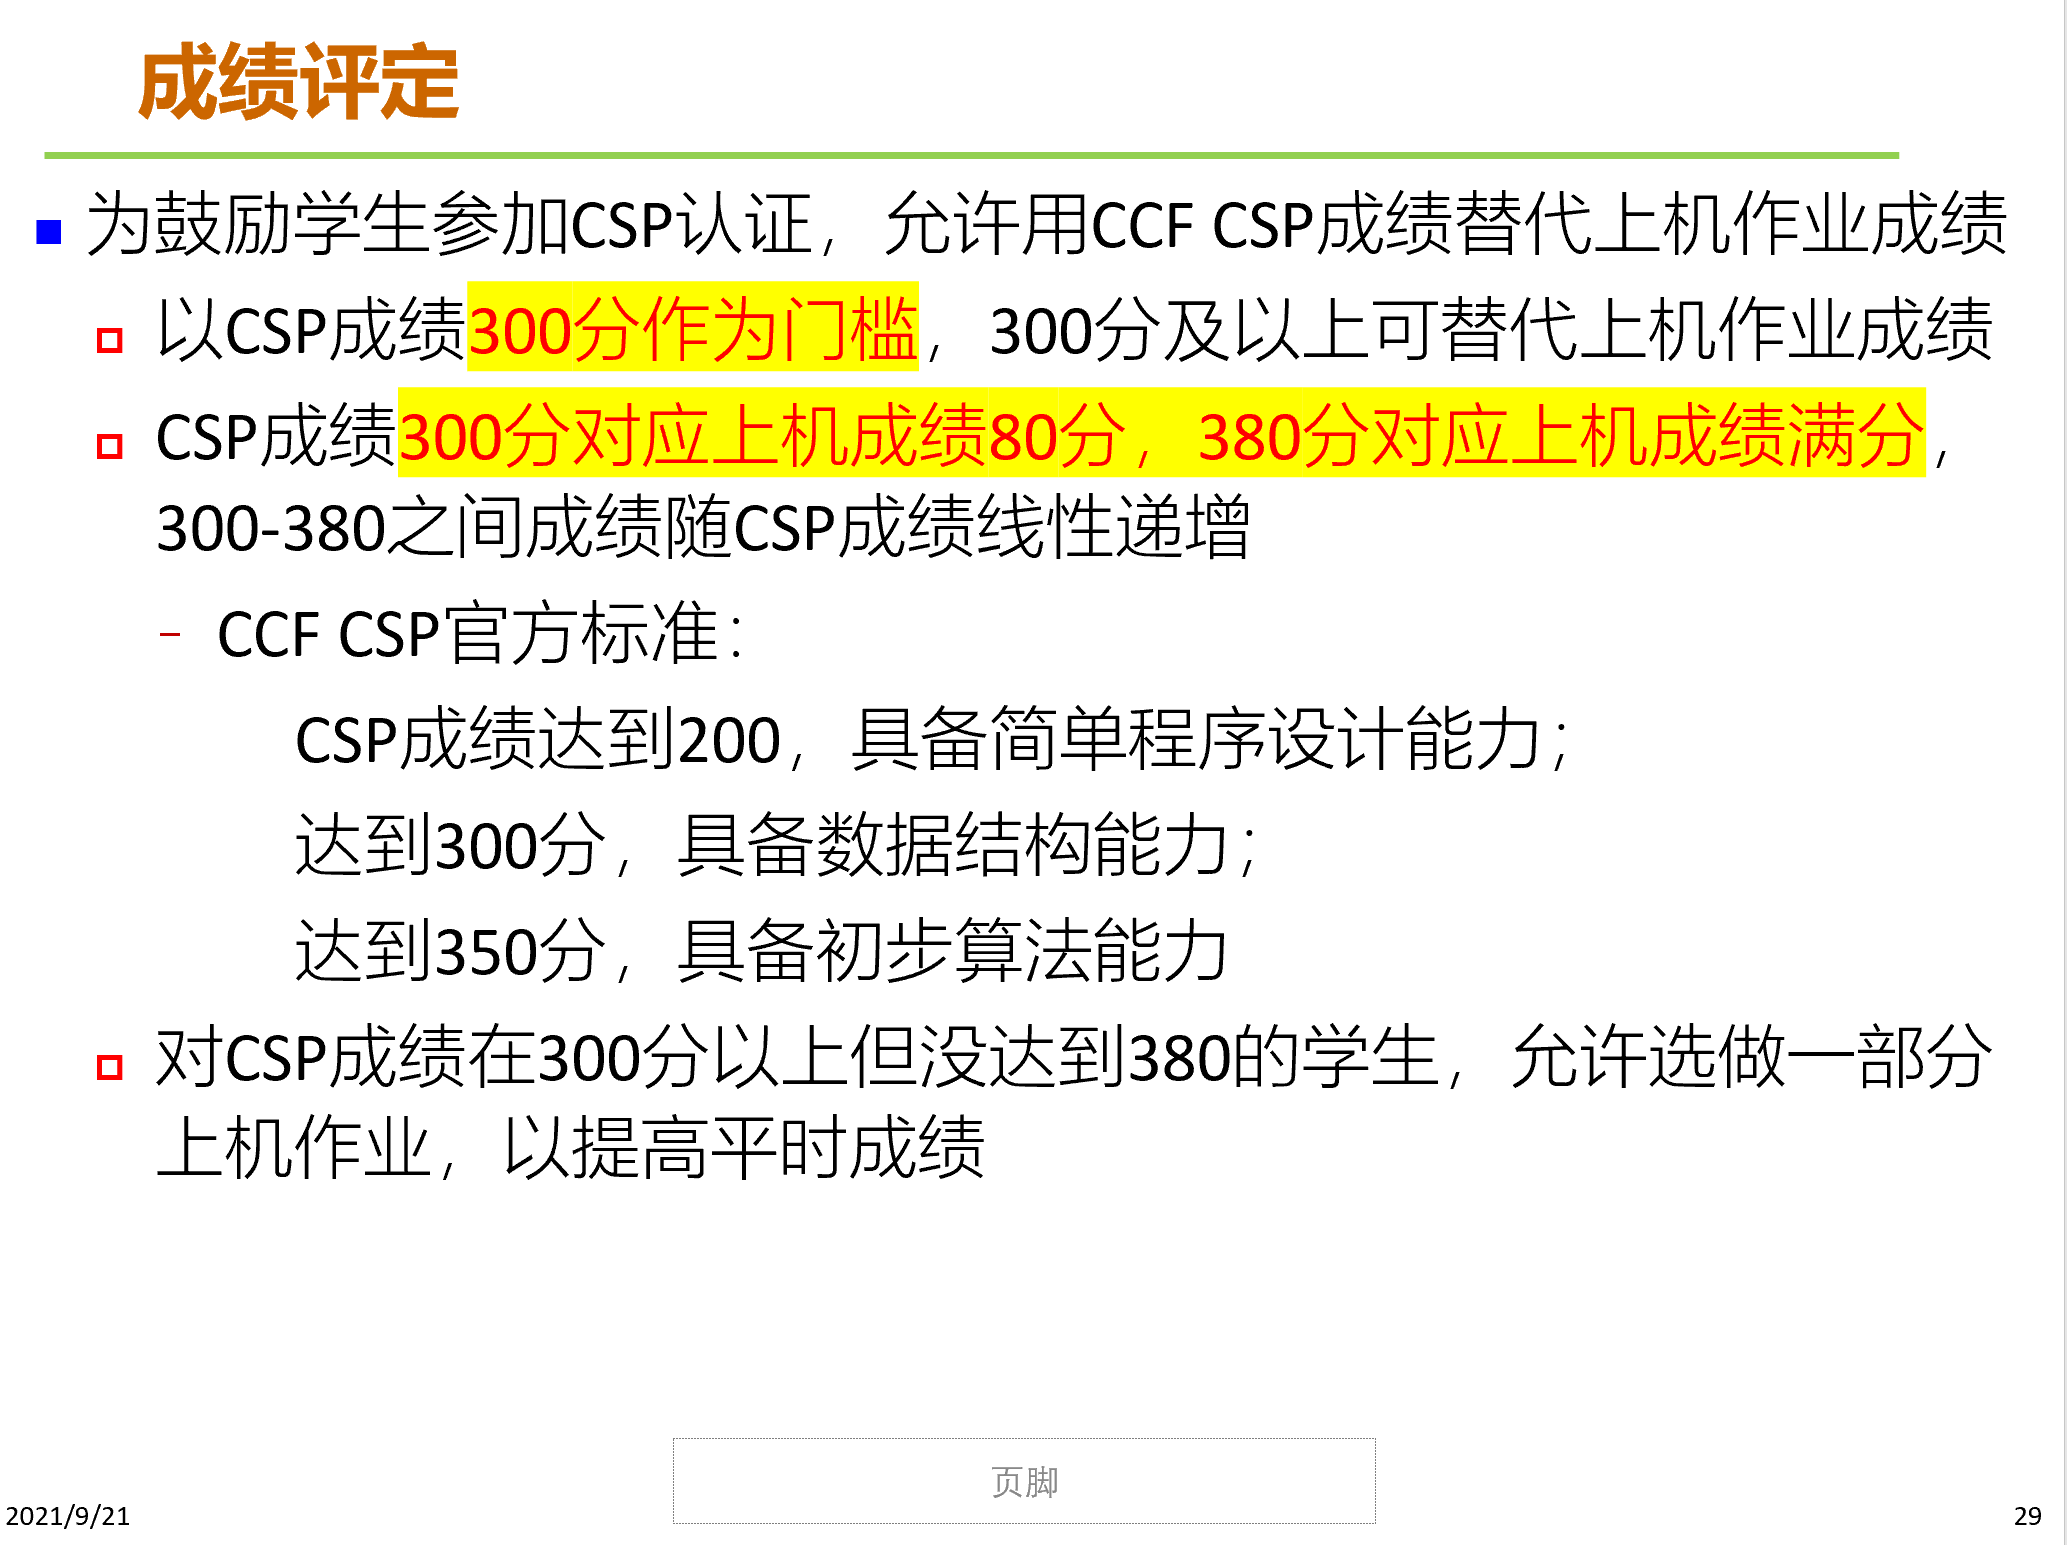 成绩评定
为鼓励学生参加CSP认证，允许用CCF CSP成绩替代上机作业成绩
以CSP成绩300分作为门槛，300分及以上可替代上机作业成绩
CSP成绩300分对应上机成绩80分，380分对应上机成绩满分，
300-380之间成绩随CSP成绩线性递增
- CCF CSP官方标准：
CSP成绩达到200，具备简单程序设计能力；
达到300分，具备数据结构能力；
达到350分，具备初步算法能力
对CSP成绩在300分以上但没达到380的学生，允许选做一部分
上机作业，以提高平时成绩
页脚
2021/9/21
29